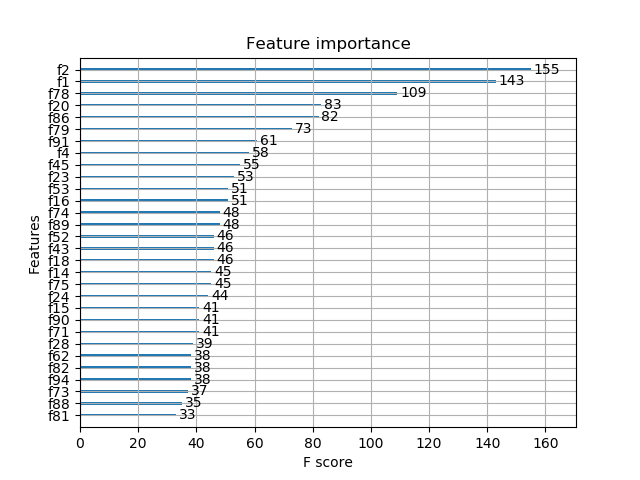 Feature importance
f2 155
f1 143
f78 109
f20 83
f86 82
f79 73
f91 61
f4 58
f45 55
f23 53
f53 51
f16 51
f74 48
f89 48
f52 46
f43 46
f18 46
f14 45
f75 45
f24 44
f15 41
f90 41
f71 41
f28 39
f62 38
f82 38
f94 38
f73 37
f88 35
f81 33
Features
0 20 40 60 80 100 120 140 160
F score